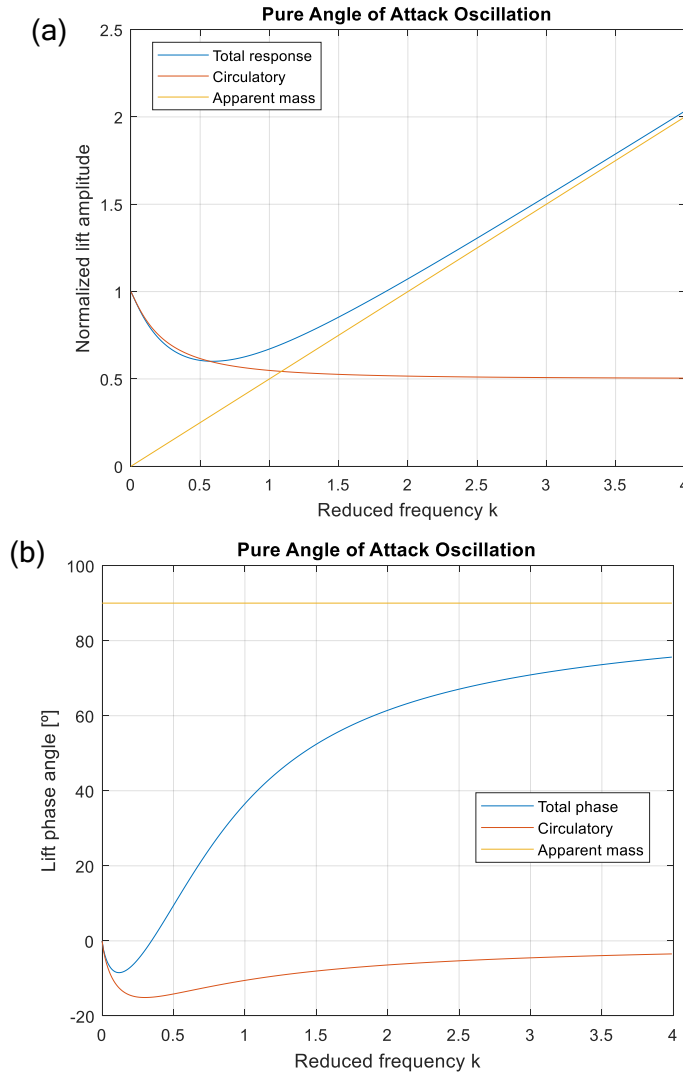 (a)
Pure Angle of Attack Oscillation
2.5
2
1.5
1
0.5
0
Normalized lift amplitude
Total response
Circulatory
Apparent mass
0 0.5 1 1.5 2 2.5 3 3.5 4
Reduced frequency k
(b)
Pure Angle of Attack Oscillation
100
80
60
40
20
0
-20
Lift phase angle [º]
Total phase
Circulatory
Apparent mass
0 0.5 1 1.5 2 2.5 3 3.5 4
Reduced frequency k